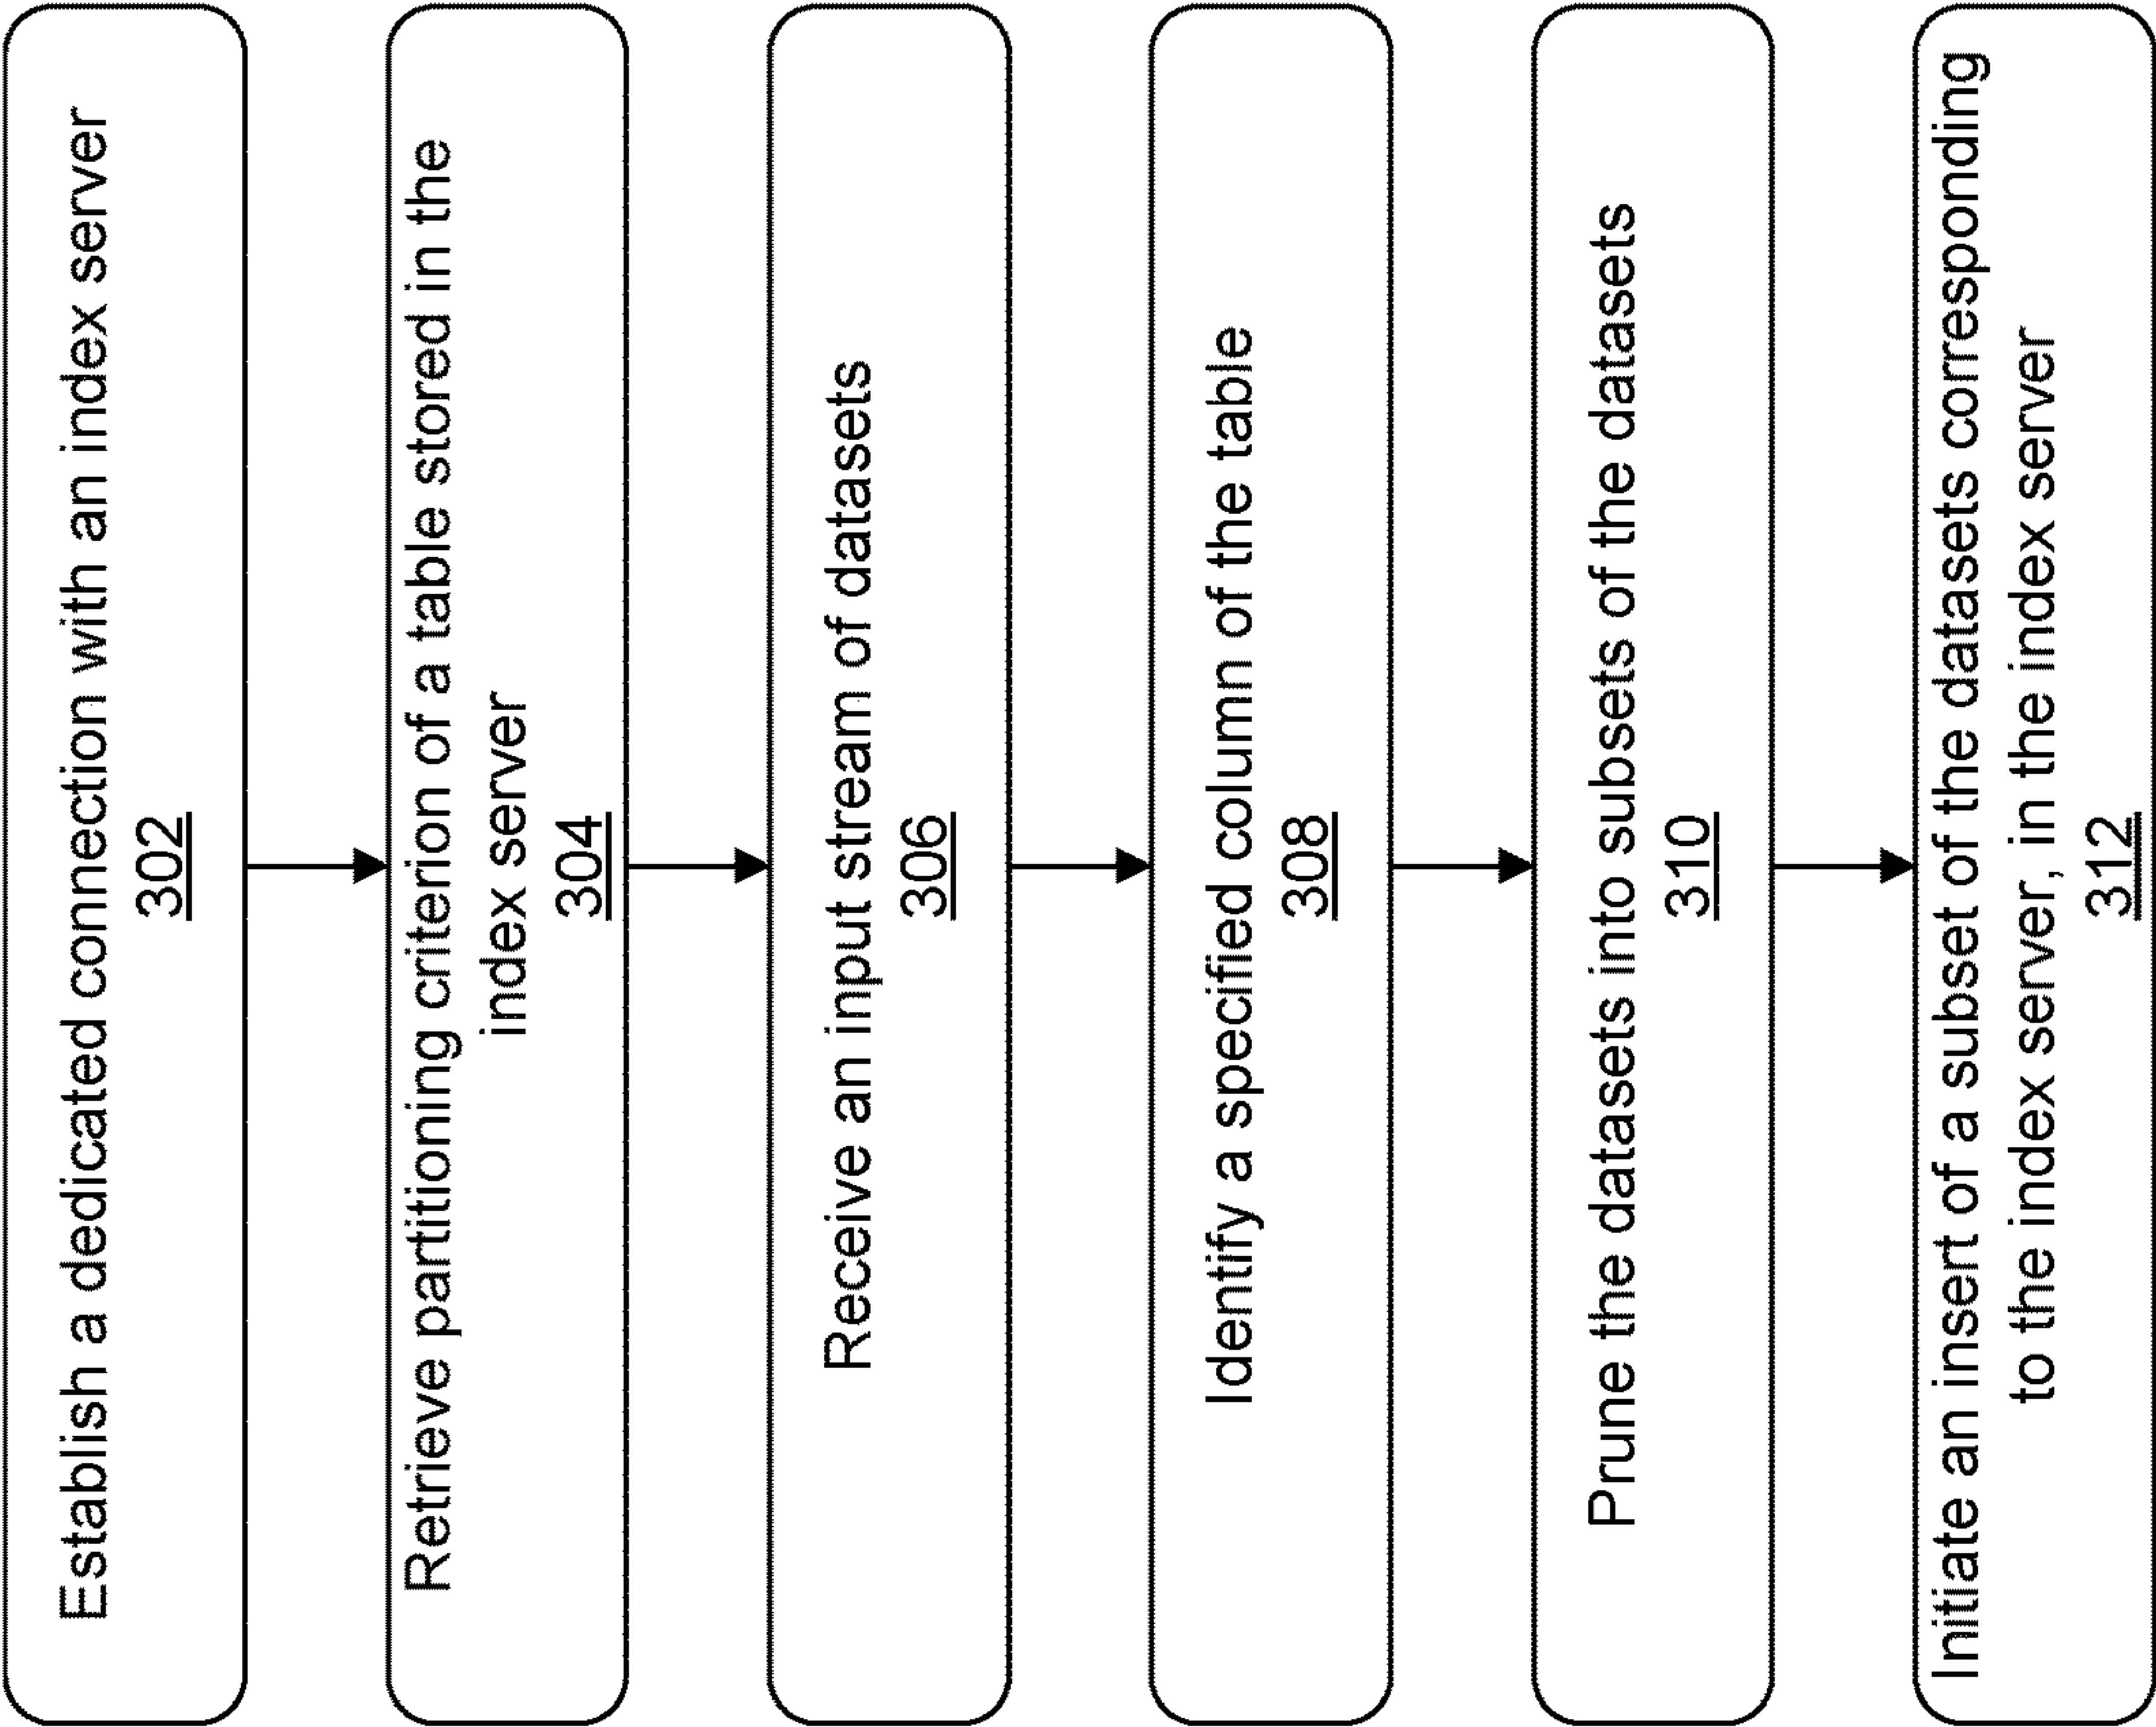 Establish a dedicated connection with an index server
302
Retrieve partitioning criterion of a table stored in the
index server
304
Receive an input stream of datasets
306
Identify a specified column of the table
308
Prune the datasets into subsets of the datasets
310
Initiate an insert of a subset of the datasets corresponding
to the index server, in the index server
312